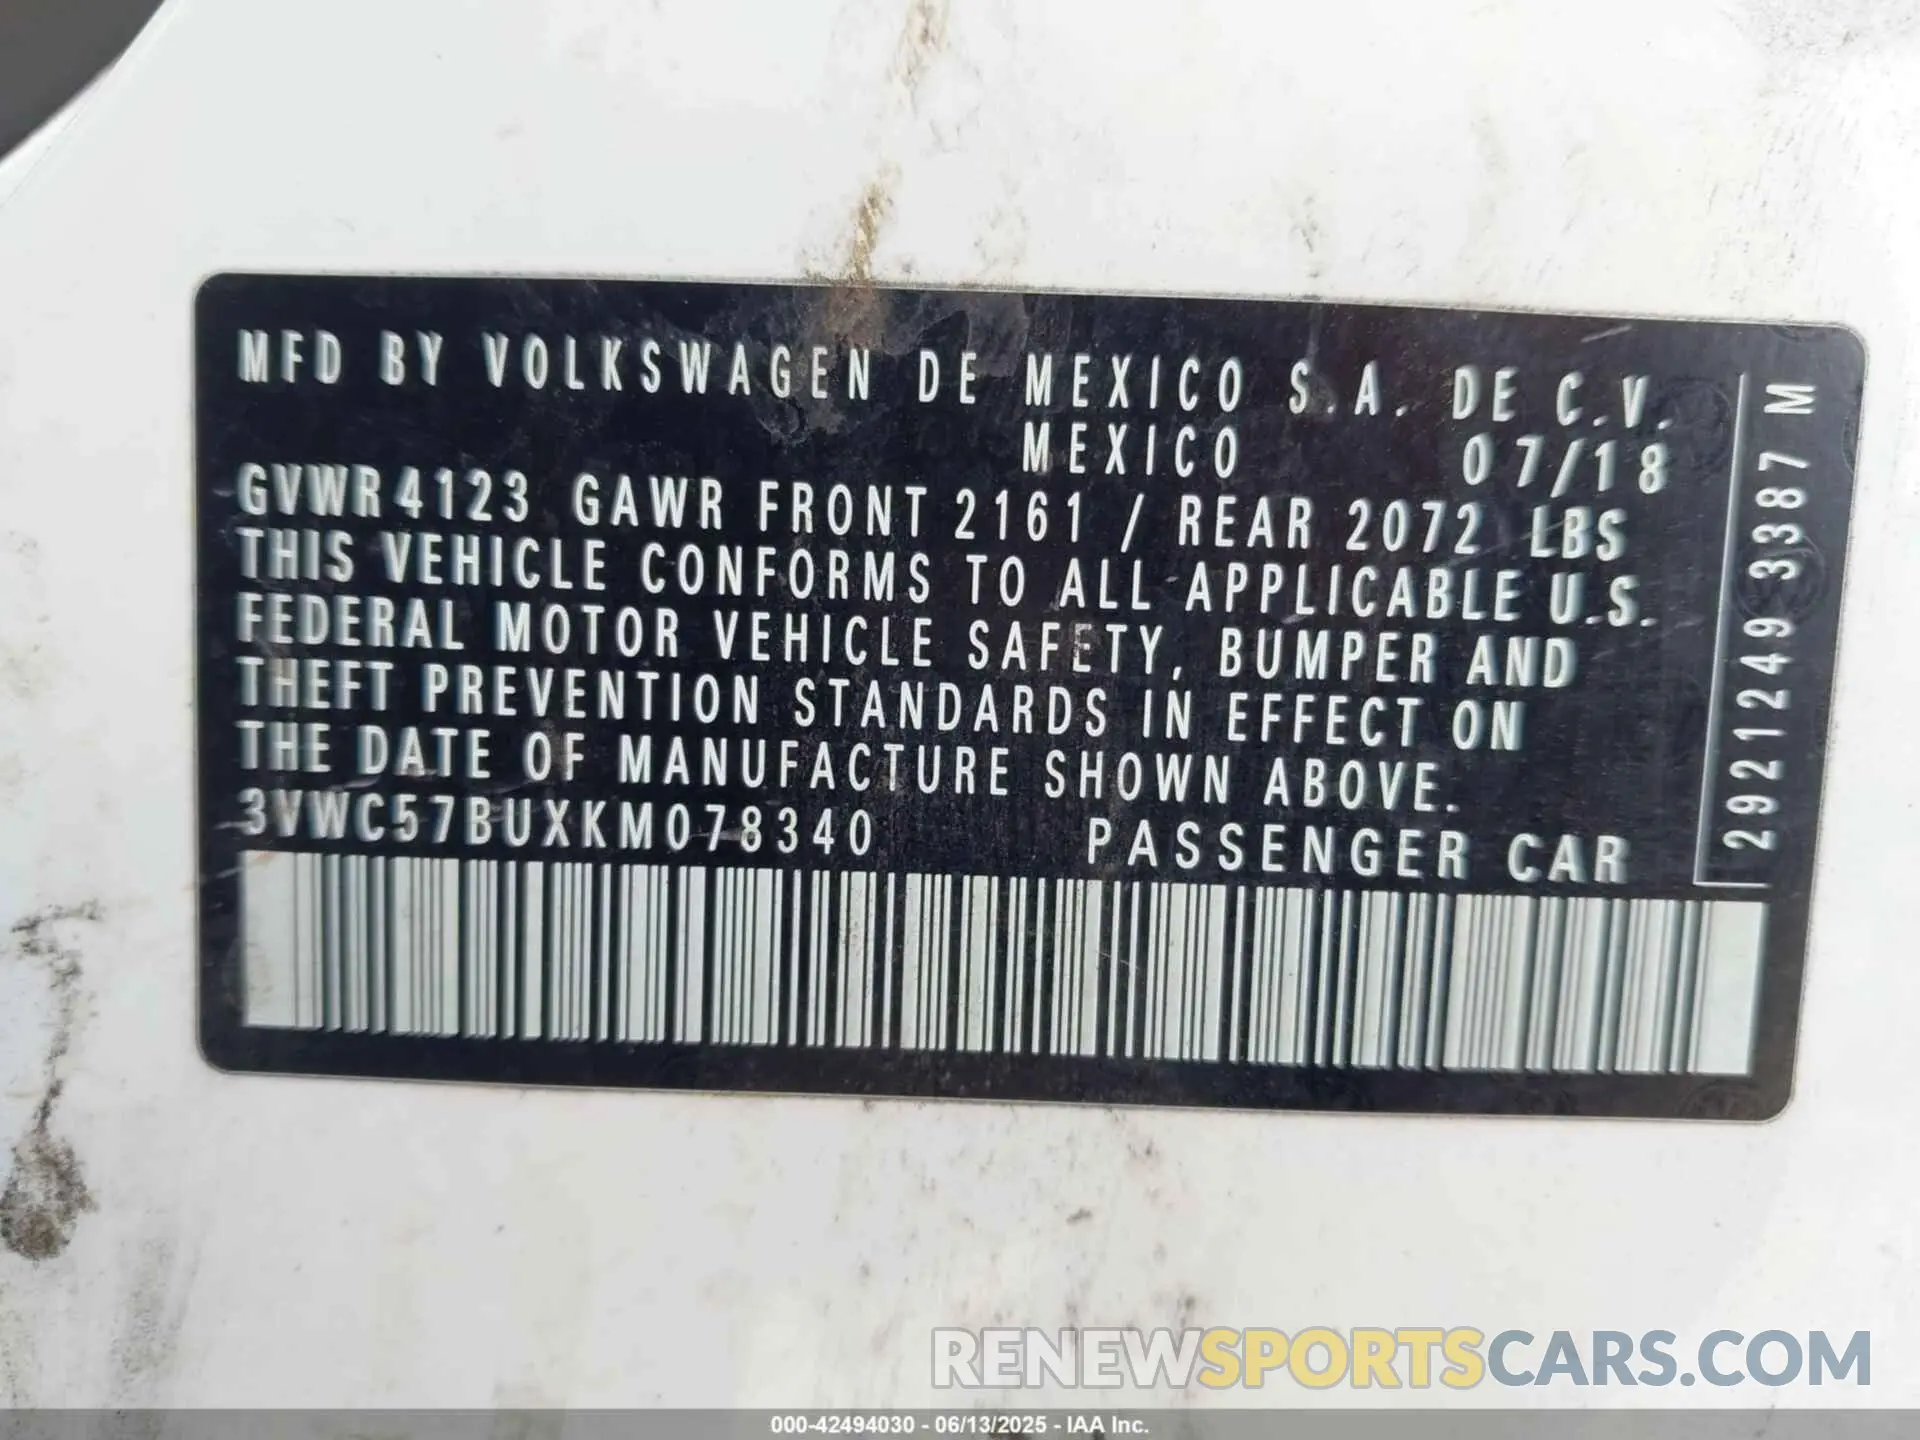 MFD BY VOLKSWAGEN DE MEXICO S.A. DE C.V.
MEXICO 07/18
GVWR 4123 GAWR FRONT 2161 / REAR 2072 LBS
THIS VEHICLE CONFORMS TO ALL APPLICABLE U.S.
FEDERAL MOTOR VEHICLE SAFETY, BUMPER AND
THEFT PREVENTION STANDARDS IN EFFECT ON
THE DATE OF MANUFACTURE SHOWN ABOVE.
3VWC57BUXKM078340 PASSENGER CAR
2921249 3387 M
RENEWSPORTSCARS.COM
000-42494030 - 06/13/2025 - IAA Inc.